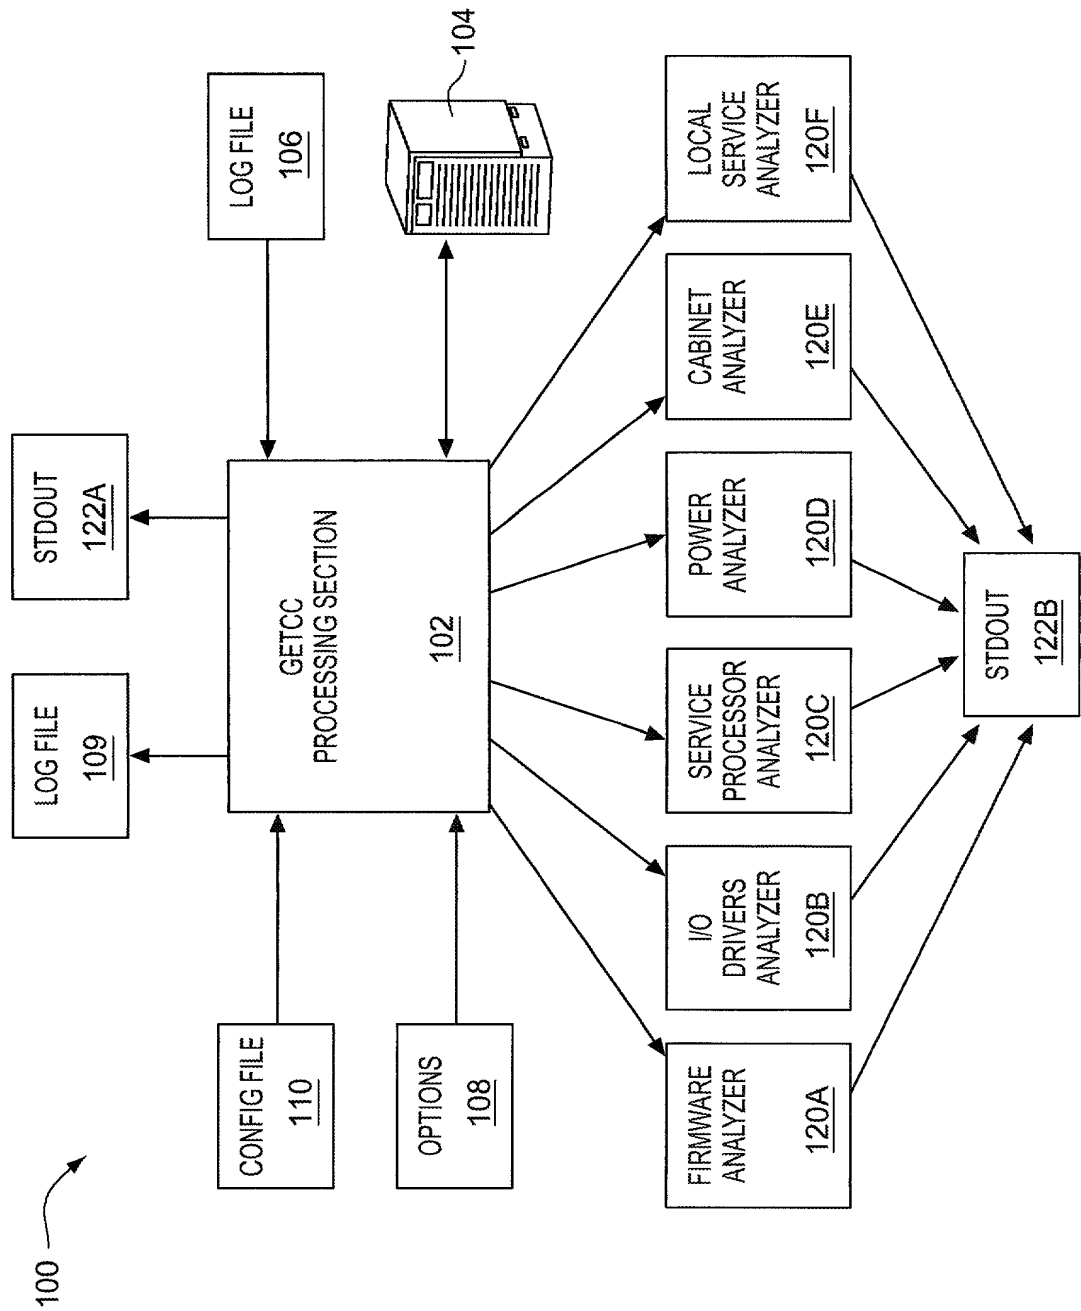 100
LOG FILE
109
STDOUT
122A
CONFIG FILE
110
OPTIONS
108
GETCC
PROCESSING SECTION
102
LOG FILE
106
104
FIRMWARE
ANALYZER
120A
I/O
DRIVERS
ANALYZER
120B
SERVICE
PROCESSOR
ANALYZER
120C
POWER
ANALYZER
120D
CABINET
ANALYZER
120E
LOCAL
SERVICE
ANALYZER
120F
STDOUT
122B